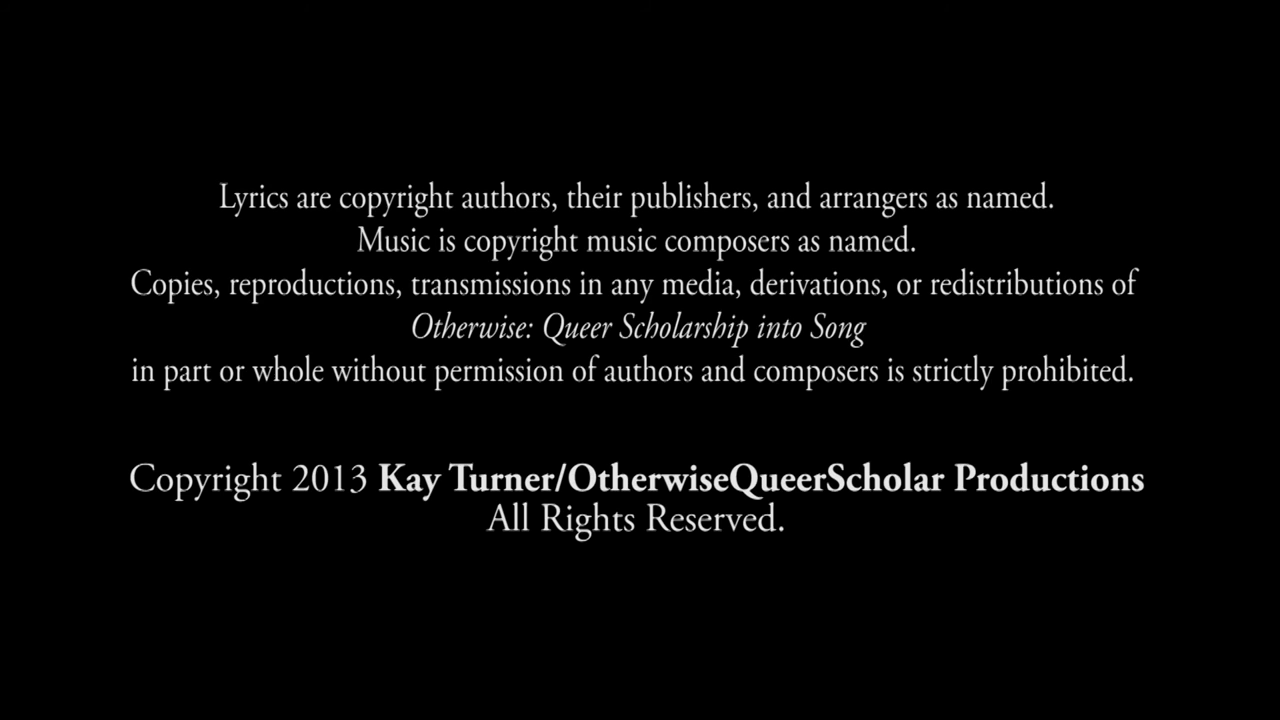 Lyrics are copyright authors, their publishers, and arrangers as named.
Music is copyright music composers as named.
Copies, reproductions, transmissions in any media, derivations, or redistributions of
Otherwise: Queer Scholarship into Song
in part or whole without permission of authors and composers is strictly prohibited.
Copyright 2013 Kay Turner/OtherwiseQueerScholar Productions
All Rights Reserved.